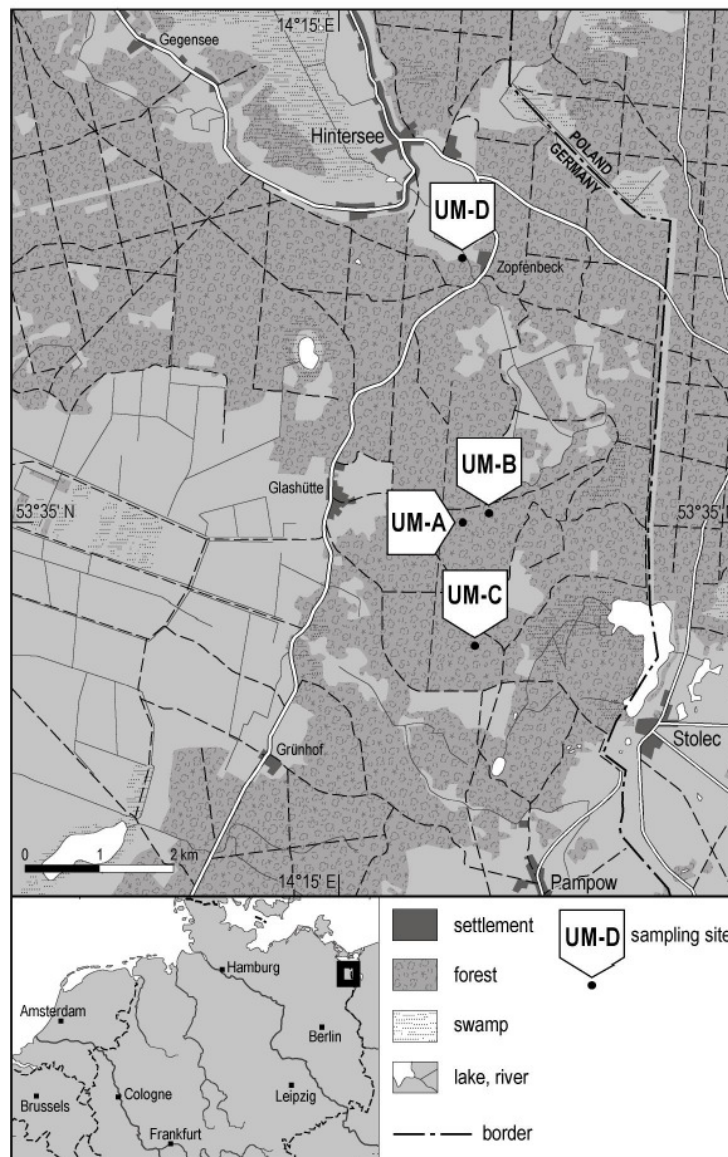 14°15' E
Gegensee
Hintersee
POLAND
GERMANY
UM-D
Zopfenbeck
UM-B
Glashütte
53°35' N
UM-A
53°35'
UM-C
Stolec
Grünhof
0 1 2 km
14°15' E
Pampow
settlement
UM-D sampling site
forest
swamp
lake, river
border
Hamburg
Amsterdam
Berlin
Cologne
Leipzig
Brussels
Frankfurt